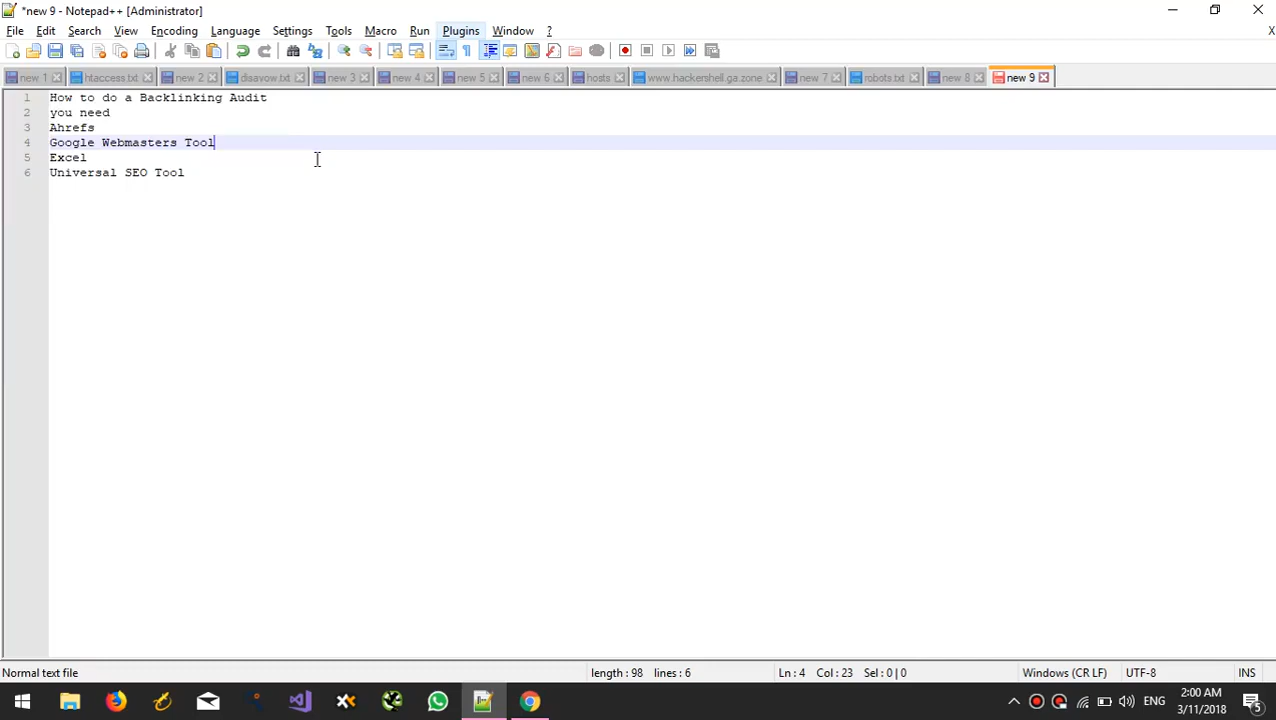 *new 9 - Notepad++ [Administrator]
File Edit Search View Encoding Language Settings Tools Macro Run Plugins Window ? X
new 1 htaccess.txt new 2 disavow.txt new 3 new 4 new 5 new 6 hosts www.hackershell.ga.zone new 7 robots.txt new 8 new 9
1 How to do a Backlinking Audit
2 you need
3 Ahrefs
4 Google Webmasters Tool
5 Excel
6 Universal SEO Tool
Normal text file length : 98 lines : 6 Ln : 4 Col : 23 Sel : 0 | 0 Windows (CR LF) UTF-8 INS
ENG 2:00 AM
3/11/2018 5